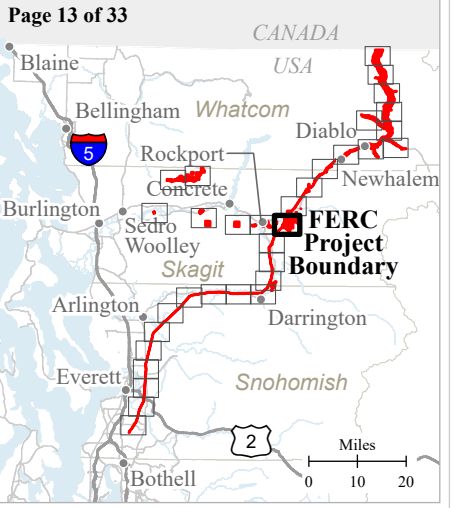 Page 13 of 33
CANADA
USA
Blaine
Bellingham
Whatcom
5
Diablo
Rockport
Newhalem
Concrete
Burlington
Sedro
Woolley
FERC
Project
Boundary
Skagit
Arlington
Darrington
Everett
Snohomish
2
Miles
Bothell
0 10 20